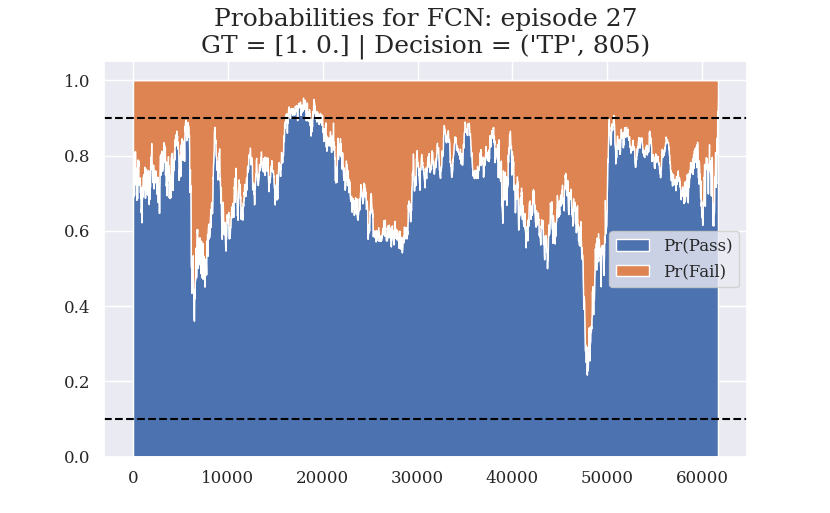 Probabilities for FCN: episode 27
GT = [1. 0.] | Decision = ('TP', 805)
1.0
0.8
0.6
0.4
0.2
0.0
Pr(Pass)
Pr(Fail)
0 10000 20000 30000 40000 50000 60000